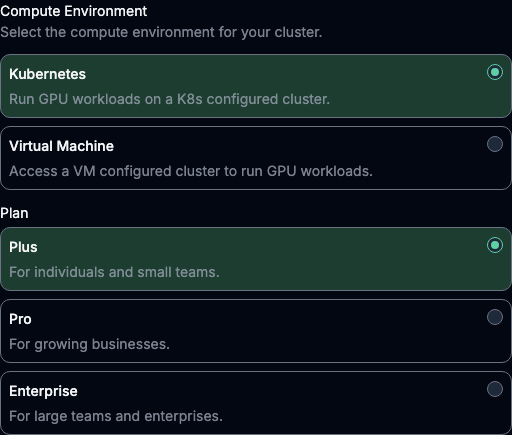 Compute Environment
Select the compute environment for your cluster.
Kubernetes
Run GPU workloads on a K8s configured cluster.
Virtual Machine
Access a VM configured cluster to run GPU workloads.
Plan
Plus
For individuals and small teams.
Pro
For growing businesses.
Enterprise
For large teams and enterprises.